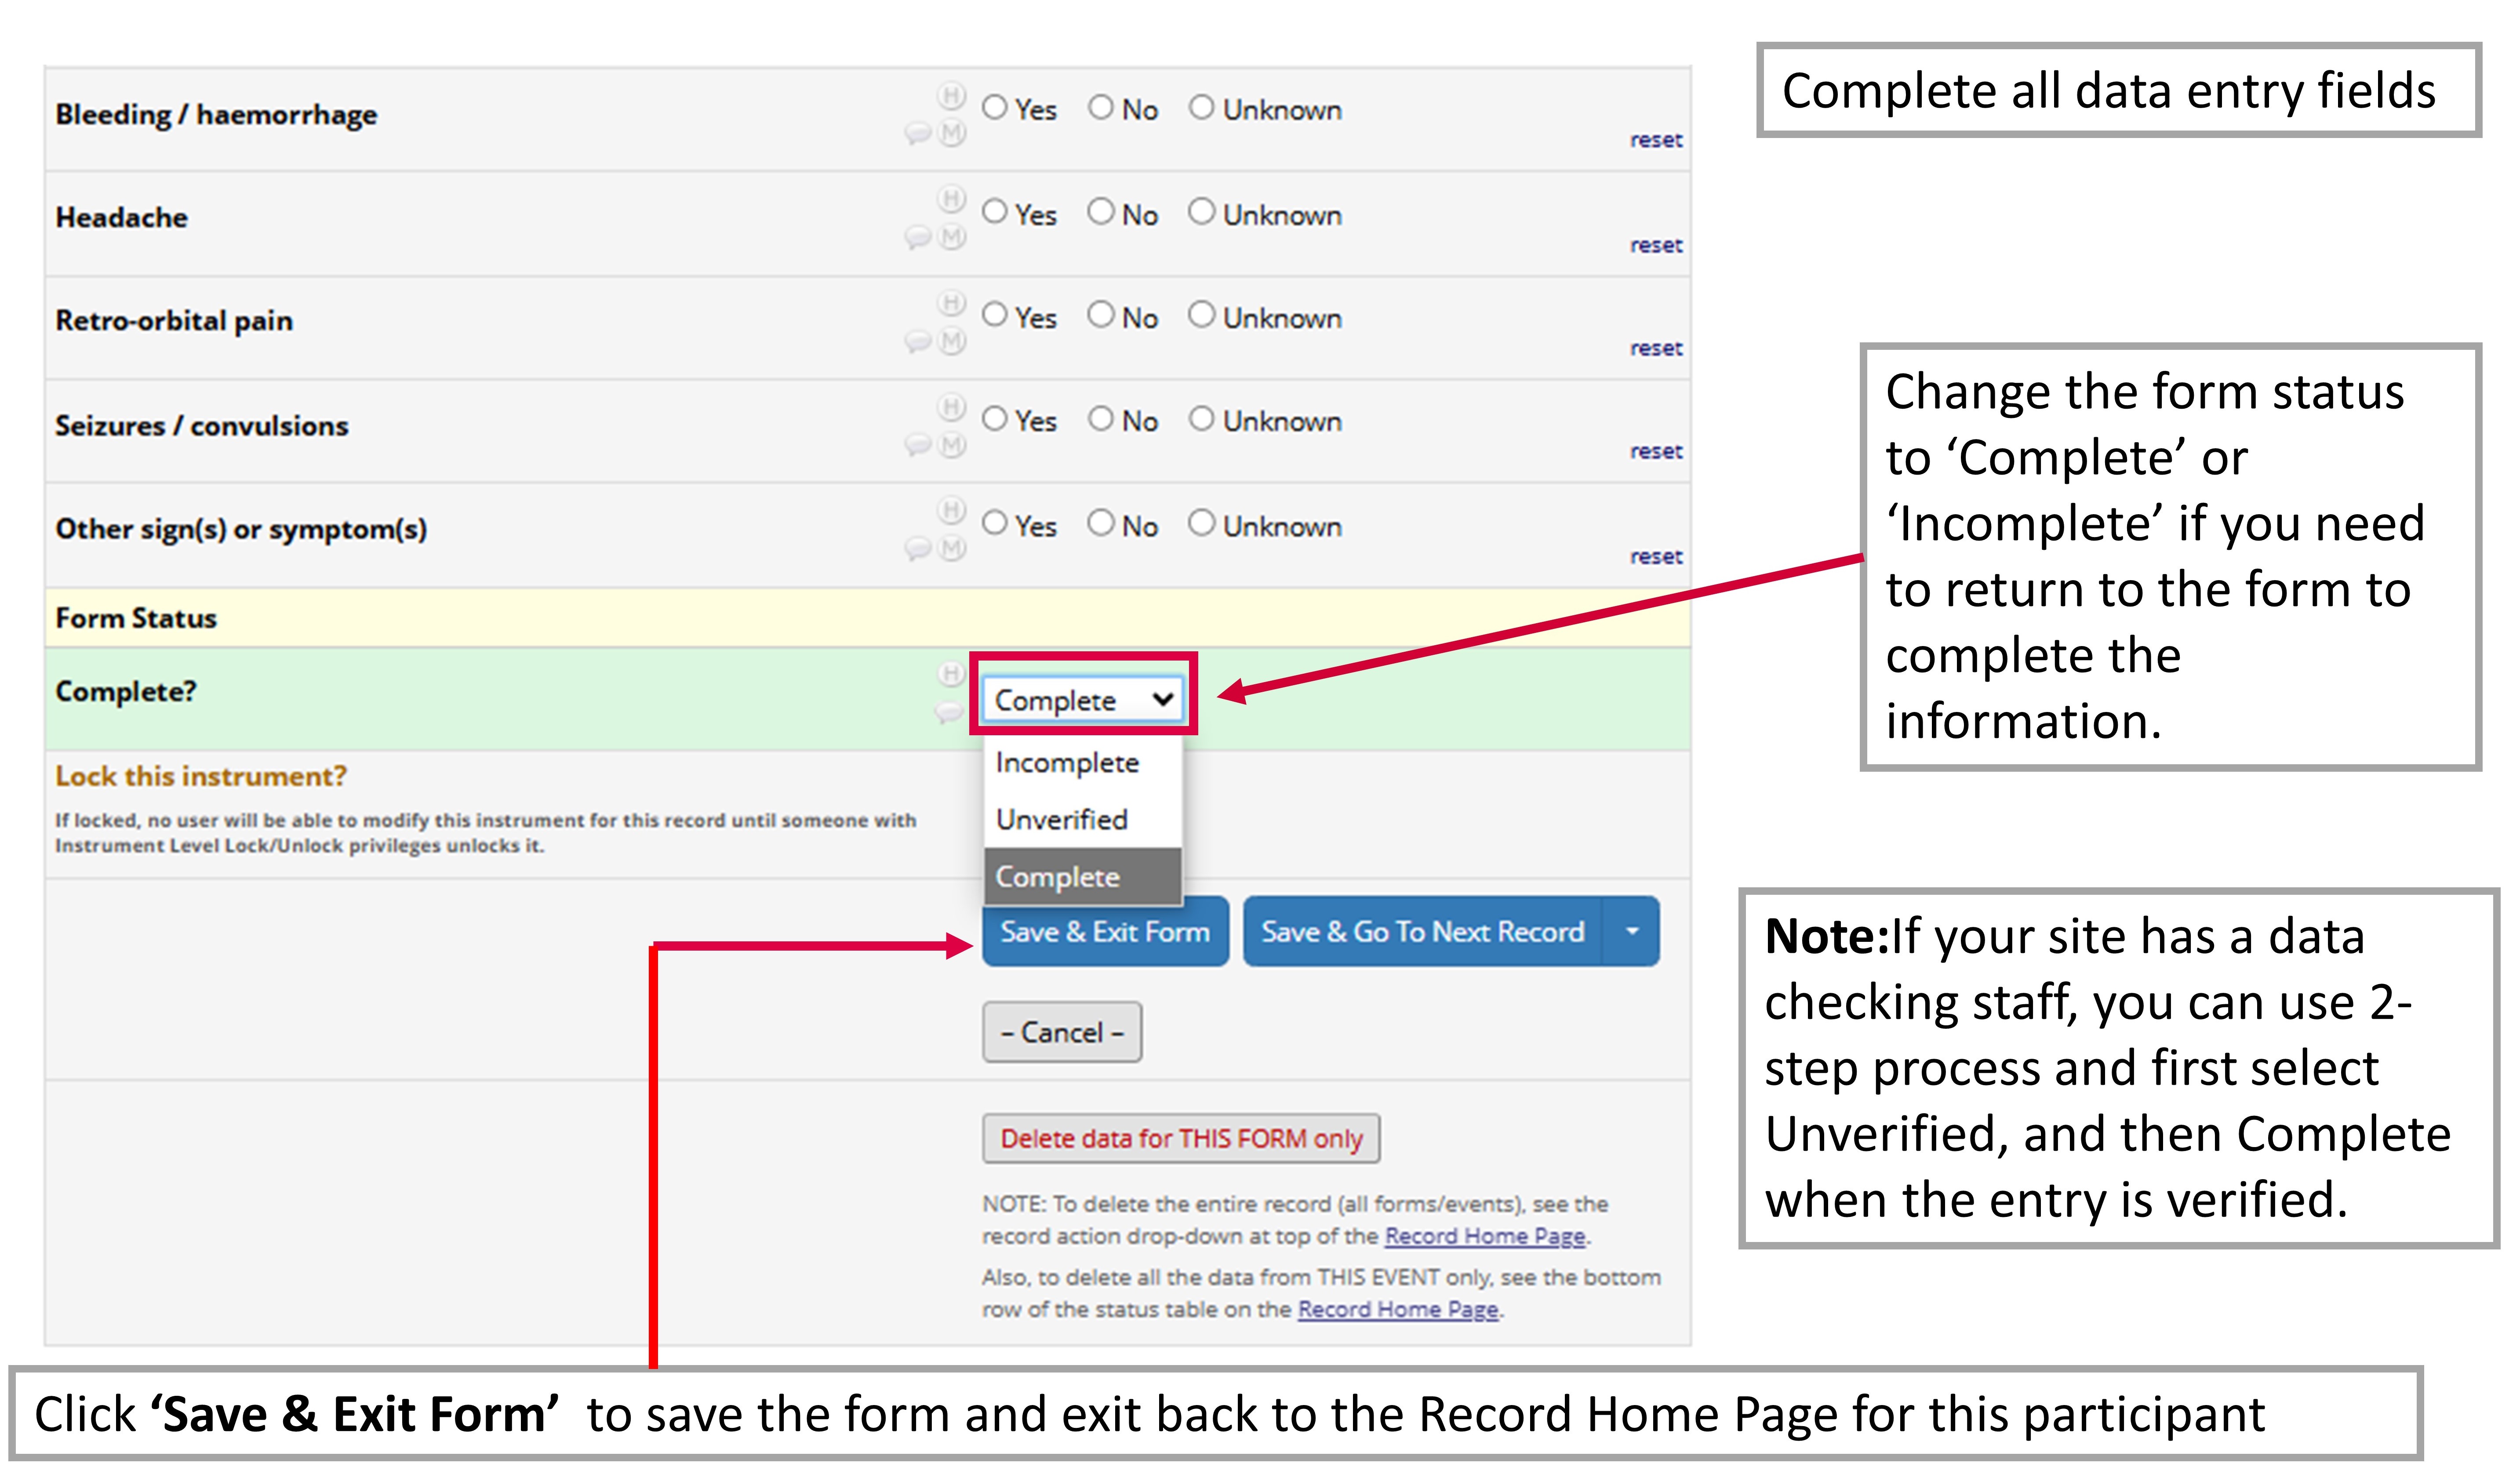 Complete all data entry fields
Bleeding / haemorrhage
H
M
Yes No Unknown
reset
Headache
H
M
Yes No Unknown
reset
Retro-orbital pain
H
M
Yes No Unknown
reset
Seizures / convulsions
H
M
Yes No Unknown
reset
Other sign(s) or symptom(s)
H
M
Yes No Unknown
reset
Change the form status
to ‘Complete’ or
‘Incomplete’ if you need
to return to the form to
complete the
information.
Form Status
Complete?
H
Complete
Incomplete
Unverified
Complete
Lock this instrument?
If locked, no user will be able to modify this instrument for this record until someone with
Instrument Level Lock/Unlock privileges unlocks it.
Save & Exit Form Save & Go To Next Record
– Cancel –
Note:If your site has a data
checking staff, you can use 2-
step process and first select
Unverified, and then Complete
when the entry is verified.
Delete data for THIS FORM only
NOTE: To delete the entire record (all forms/events), see the
record action drop-down at top of the Record Home Page.
Also, to delete all the data from THIS EVENT only, see the bottom
row of the status table on the Record Home Page.
Click ‘Save & Exit Form’ to save the form and exit back to the Record Home Page for this participant